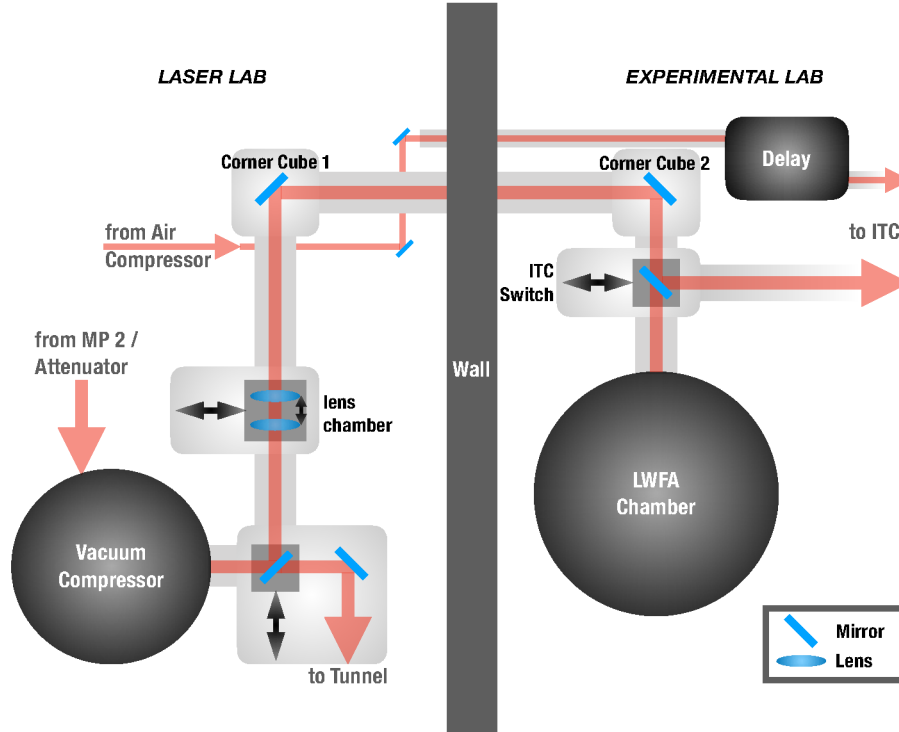 LASER LAB
EXPERIMENTAL LAB
Corner Cube 1
Corner Cube 2
Delay
from Air
Compressor
to ITC
ITC
Switch
from MP 2 /
Attenuator
Wall
lens
chamber
LWFA
Chamber
Vacuum
Compressor
to Tunnel
Mirror
Lens